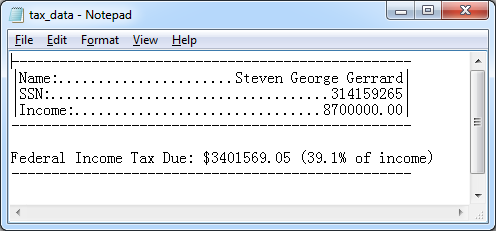 tax_data - Notepad
File Edit Format View Help
---------------------------------------------------
|Name:......................Steven George Gerrard|
|SSN:................................314159265|
|Income:...............................8700000.00|
---------------------------------------------------
Federal Income Tax Due: $3401569.05 (39.1% of income)
---------------------------------------------------